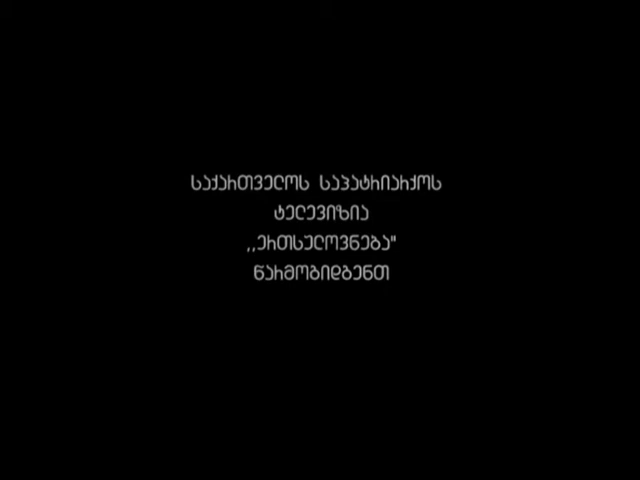 საქართველოს საპატრიარქოს
ტელევიზია
,,ერთსულოვნება"
წარმოგიდგენთ